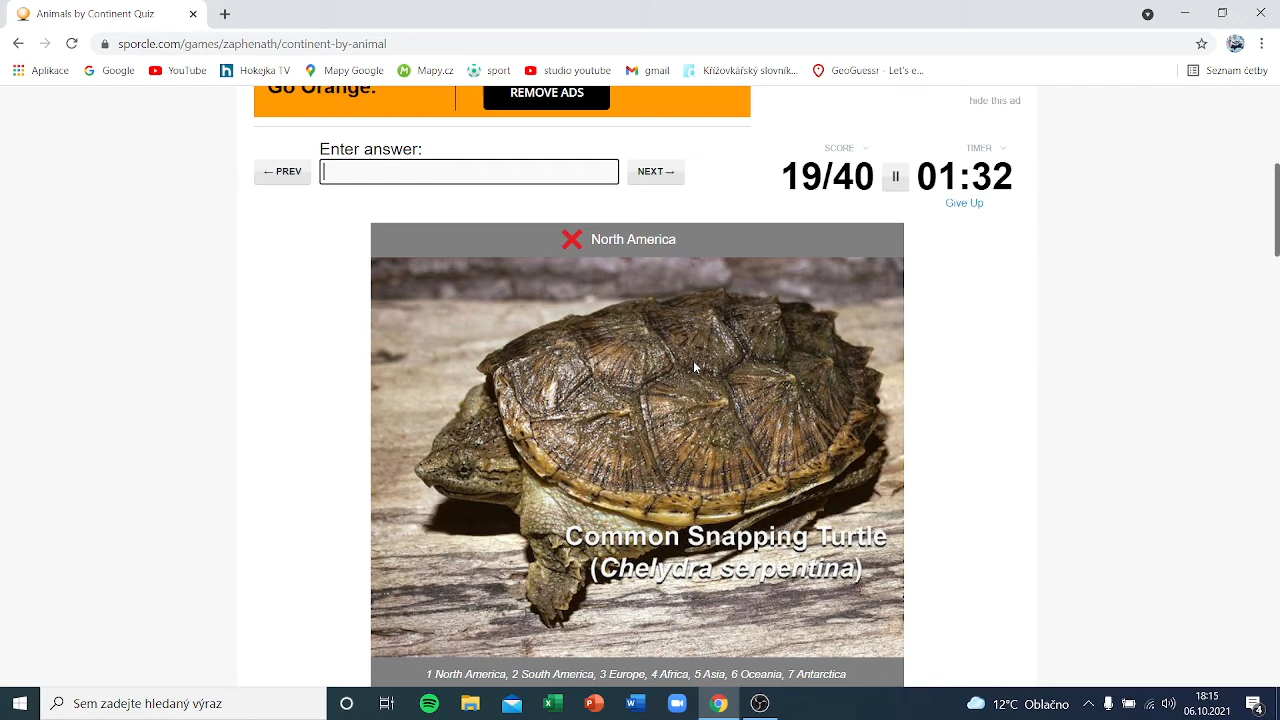 Animals by Continent Quiz
sporcle.com/games/zaphod/continent-by-animal
Aplikace Google YouTube Hokejka TV Mapy Google Mapy.cz sport studio youtube gmail Křížovkářský slovník... GeoGuessr - Let's e... Seznam četby
Go Orange.
REMOVE ADS
hide this ad
Enter answer:
← PREV
NEXT→
SCORE
19/40
TIMER
01:32
Give Up
North America
Common Snapping Turtle
(Chelydra serpentina)
1 North America, 2 South America, 3 Europe, 4 Africa, 5 Asia, 6 Oceania, 7 Antarctica
Sem zadejte hledaný výraz
12°C Oblačno
18:15
06.10.2021